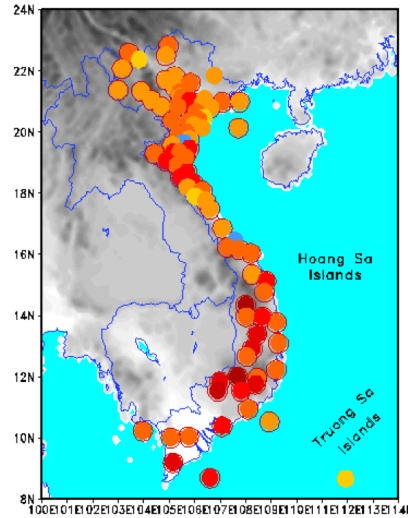 24N
22N
20N
18N
Hoang Sa
Islands
16N
14N
12N
Truong Sa
Islands
10N
8N
100E101E102E103E104E105E106E107E108E109E110E111E112E113E114E